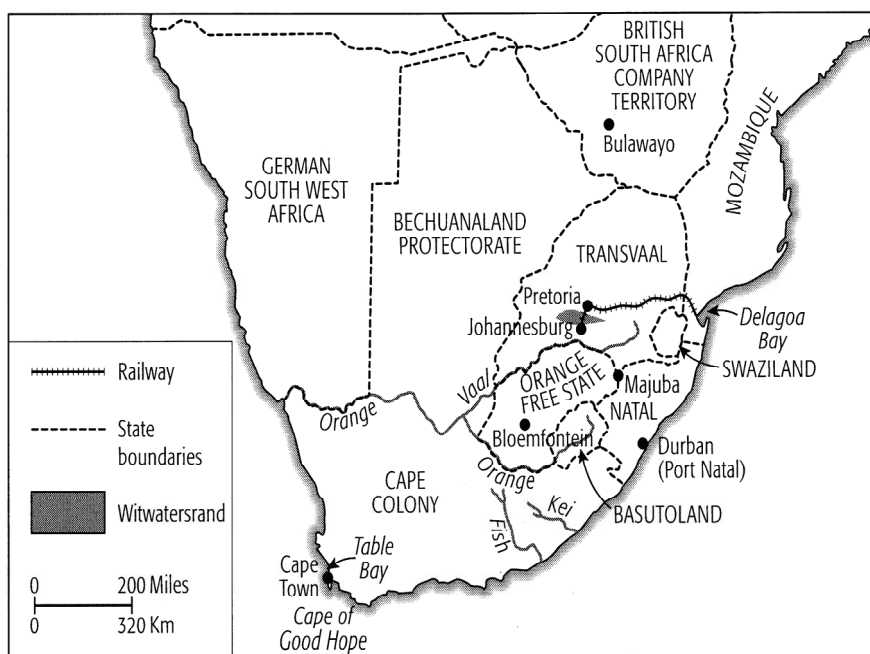 BRITISH
SOUTH AFRICA
COMPANY
TERRITORY
Bulawayo
MOZAMBIQUE
GERMAN
SOUTH WEST
AFRICA
BECHUANALAND
PROTECTORATE
TRANSVAAL
Pretoria
Johannesburg
Delagoa
Bay
SWAZILAND
Vaal
ORANGE
FREE STATE
Majuba
NATAL
Orange
Bloemfontein
Durban
(Port Natal)
Orange
CAPE
COLONY
Kei
BASUTOLAND
Fish
Table
Bay
Cape
Town
Cape of
Good Hope
Railway
State
boundaries
Witwatersrand
0 200 Miles
0 320 Km